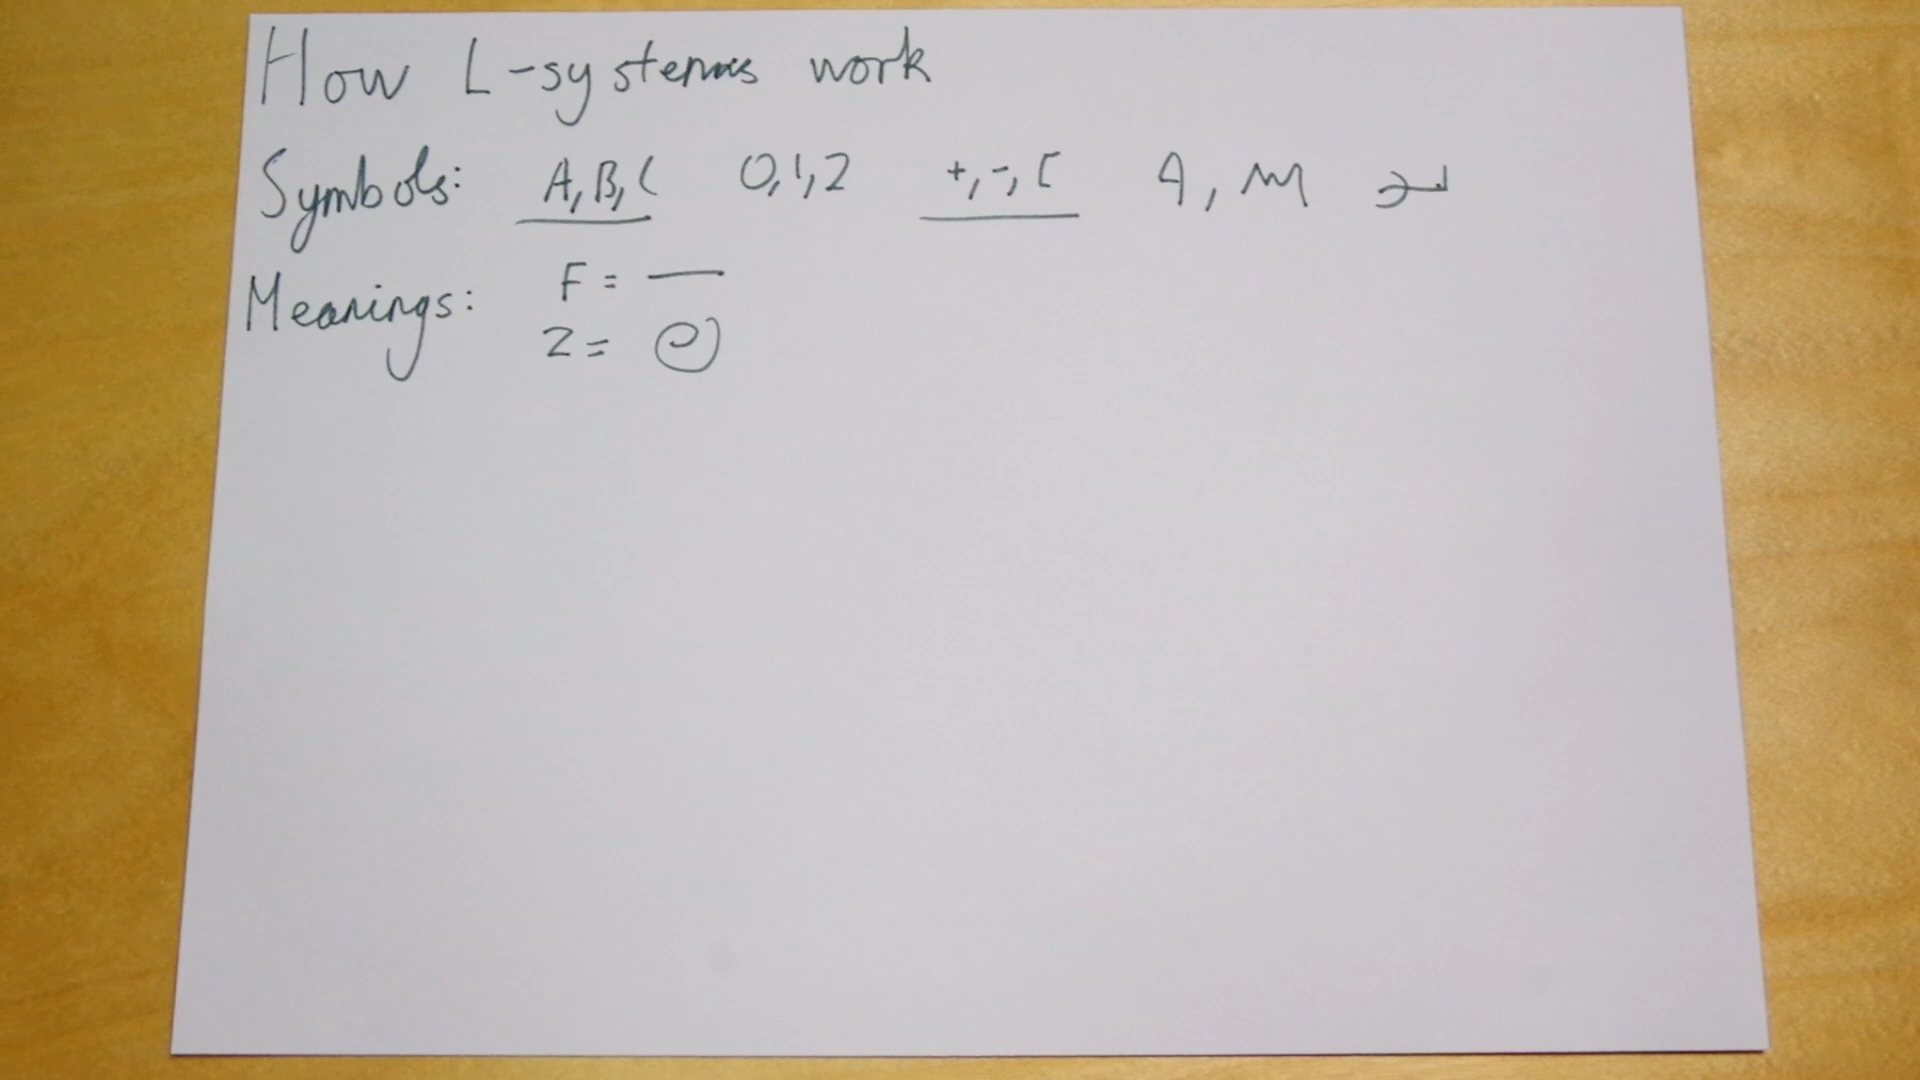 How L-systems work
Symbols: A, B, C 0, 1, 2 +, -, [
Meanings: F = —
Z =